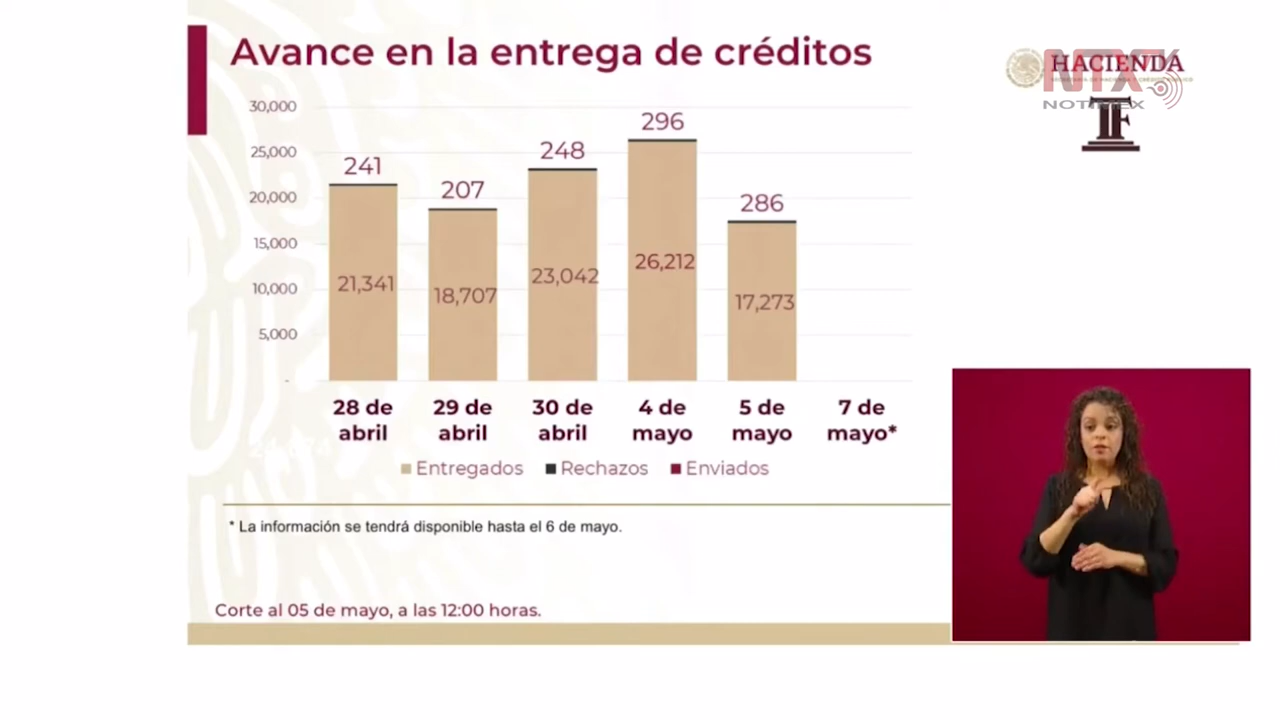 Avance en la entrega de créditos
HACIENDA
NTX
NOTIMEX
30,000
25,000
20,000
15,000
10,000
5,000
-
241
207
248
296
286
21,341
18,707
23,042
26,212
17,273
28 de abril
29 de abril
30 de abril
4 de mayo
5 de mayo
7 de mayo*
Entregados
Rechazos
Enviados
* La información se tendrá disponible hasta el 6 de mayo.
Corte al 05 de mayo, a las 12:00 horas.